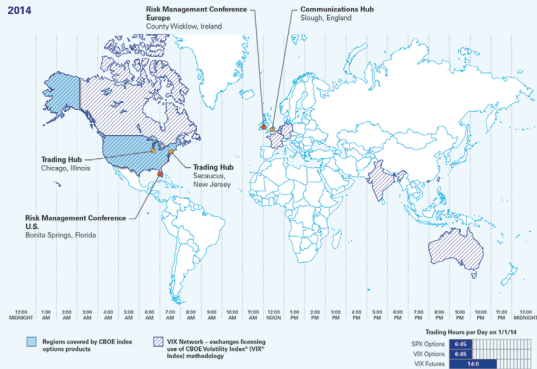 2014
Risk Management Conference
Europe
County Wicklow, Ireland
Communications Hub
Slough, England
Trading Hub
Chicago, Illinois
Trading Hub
Secaucus,
New Jersey
Risk Management Conference
U.S.
Bonita Springs, Florida
12:00 MIDNIGHT 1:00 AM 2:00 AM 3:00 AM 4:00 AM 5:00 AM 6:00 AM 7:00 AM 8:00 AM 9:00 AM 10:00 AM 11:00 AM 12:00 NOON 1:00 PM 2:00 PM 3:00 PM 4:00 PM 5:00 PM 6:00 PM 7:00 PM 8:00 PM 9:00 PM 10:00 PM 11:00 PM 12:00 MIDNIGHT
Regions covered by CBOE index
options products
VIX Network – exchanges licensing
use of CBOE Volatility Index® (VIX®
Index) methodology
Trading Hours per Day on 1/1/14
SPX Options 6:45
VIX Options 6:45
VIX Futures 14:0